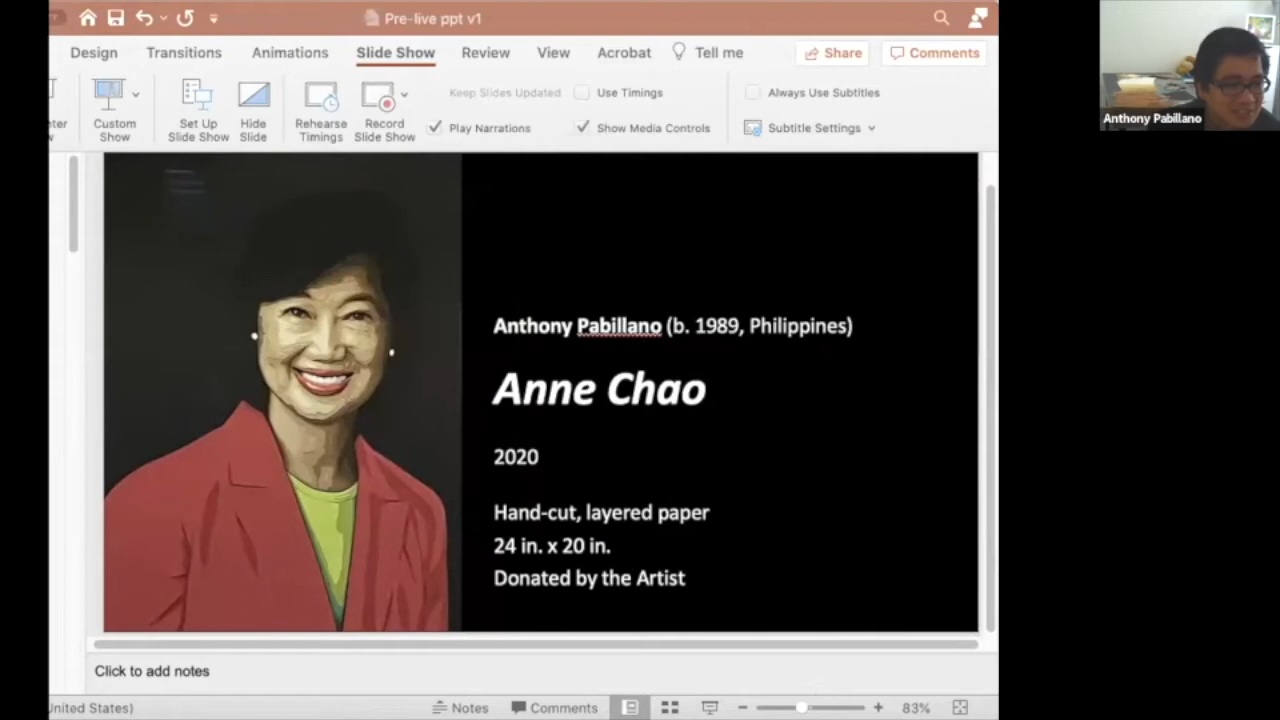 Pre-live ppt v1
Design Transitions Animations Slide Show Review View Acrobat Tell me Share Comments
Keep Slides Updated Use Timings Always Use Subtitles
Custom Show
Set Up Slide Show
Hide Slide
Rehearse Timings
Record Slide Show
Play Narrations Show Media Controls Subtitle Settings
Anthony Pabillano
Anthony Pabillano (b. 1989, Philippines)
Anne Chao
2020
Hand-cut, layered paper
24 in. x 20 in.
Donated by the Artist
Click to add notes
United States) Notes Comments 83%